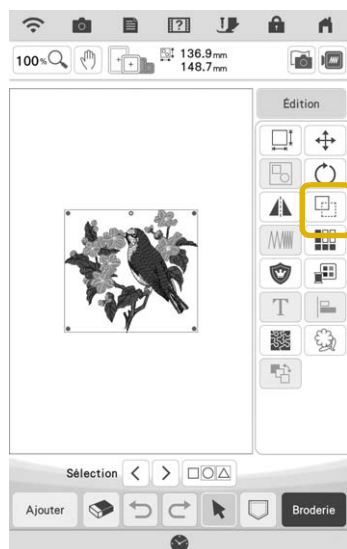 100% 136.9mm
148.7mm
Édition
T
Sélection
Ajouter Broderie